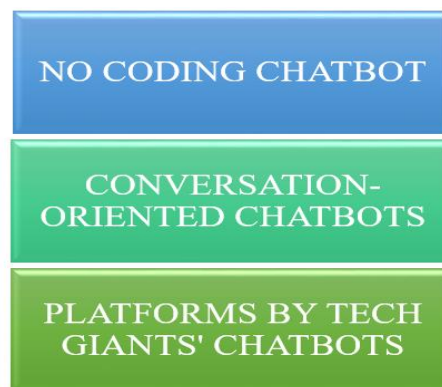 NO CODING CHATBOT
CONVERSATION-
ORIENTED CHATBOTS
PLATFORMS BY TECH
GIANTS' CHATBOTS